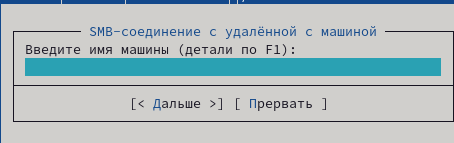 SMB-соединение с удалённой с машиной
Введите имя машины (детали по F1):
[< Дальше >] [ Прервать ]